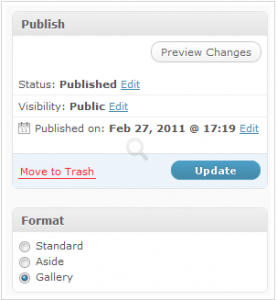 Publish
Preview Changes
Status: Published Edit
Visibility: Public Edit
Published on: Feb 27, 2011 @ 17:19 Edit
Move to Trash Update
Format
Standard
Aside
Gallery